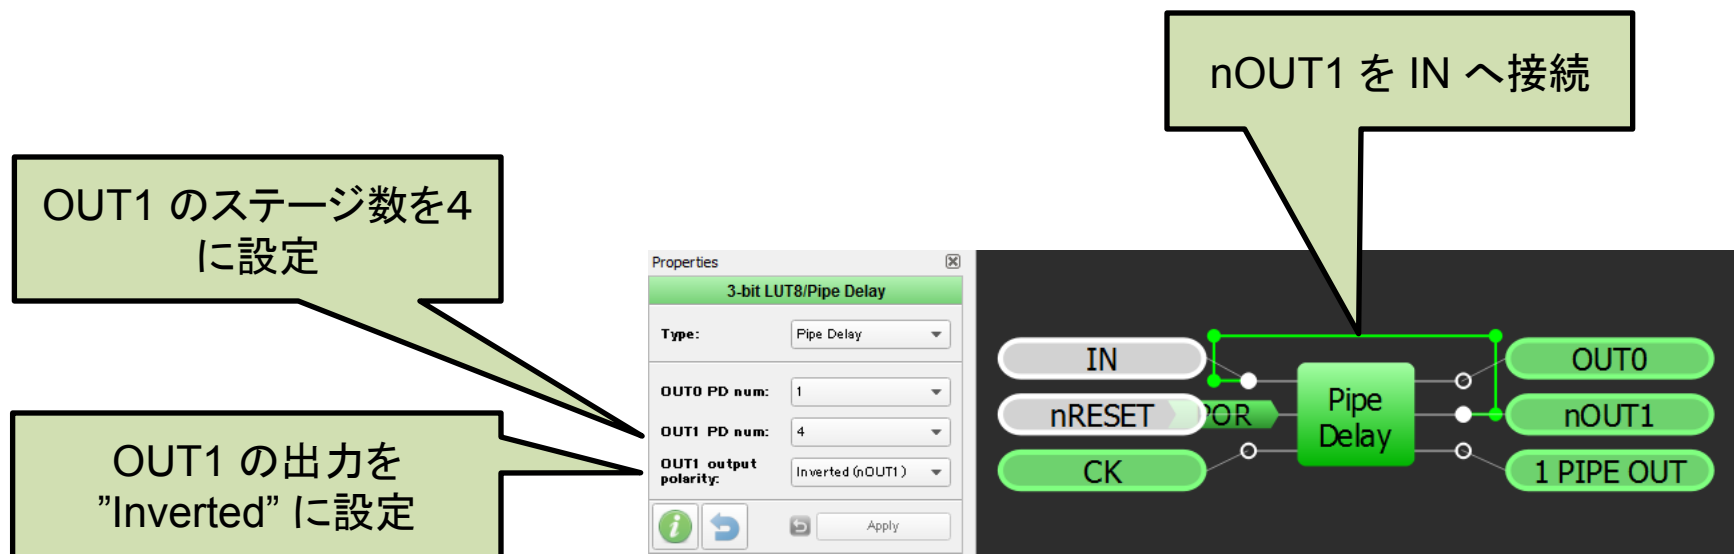 nOUT1 を IN へ接続
OUT1 のステージ数を4
に設定
OUT1 の出力を
”Inverted” に設定
Properties
3-bit LUT8/Pipe Delay
Type:
Pipe Delay
OUT0 PD num:
1
OUT1 PD num:
4
OUT1 output
polarity:
Inverted (nOUT1)
Apply
IN
nRESET
POR
CK
Pipe
Delay
OUT0
nOUT1
1 PIPE OUT